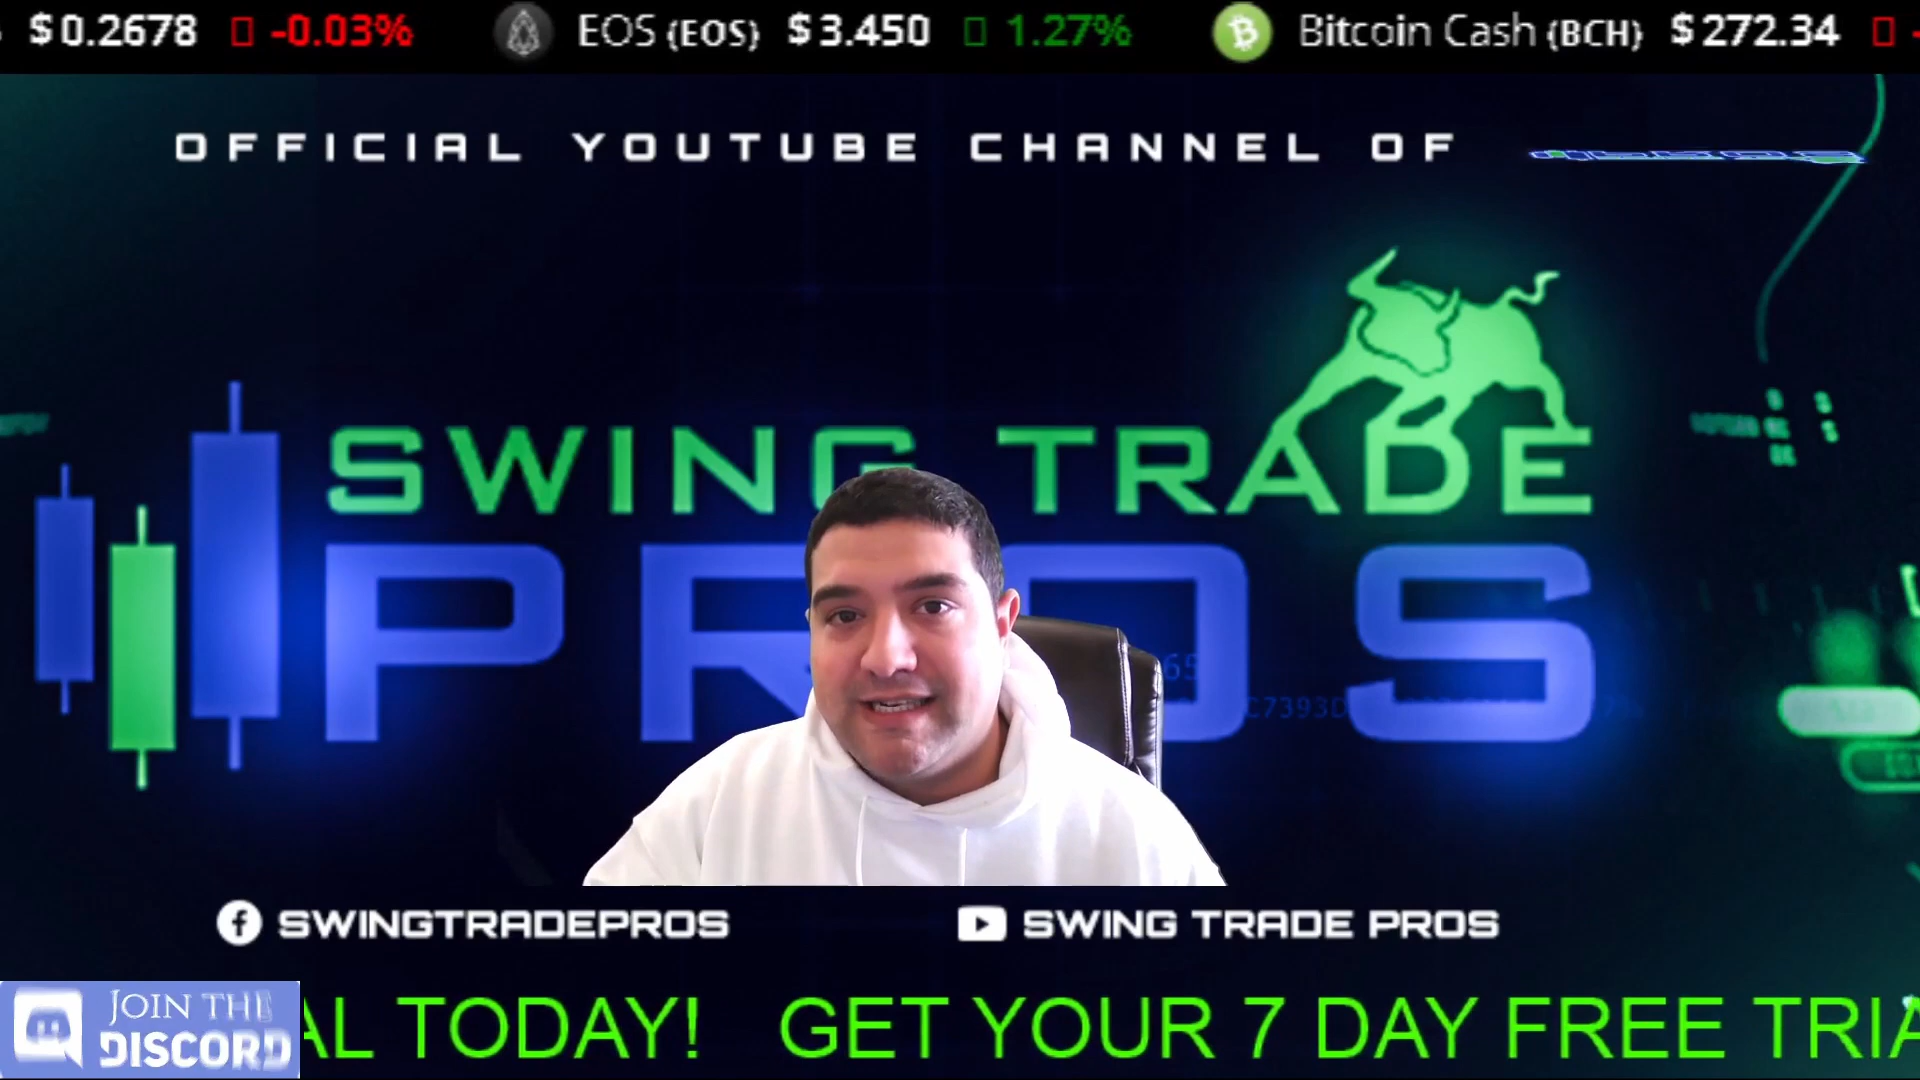 $0.2678 -0.03% EOS (EOS) $3.450 1.27% Bitcoin Cash (BCH) $272.34
OFFICIAL YOUTUBE CHANNEL OF
SWING TRADE
PROS
SWINGTRADEPROS SWING TRADE PROS
JOIN THE
DISCORD
AL TODAY! GET YOUR 7 DAY FREE TRIA